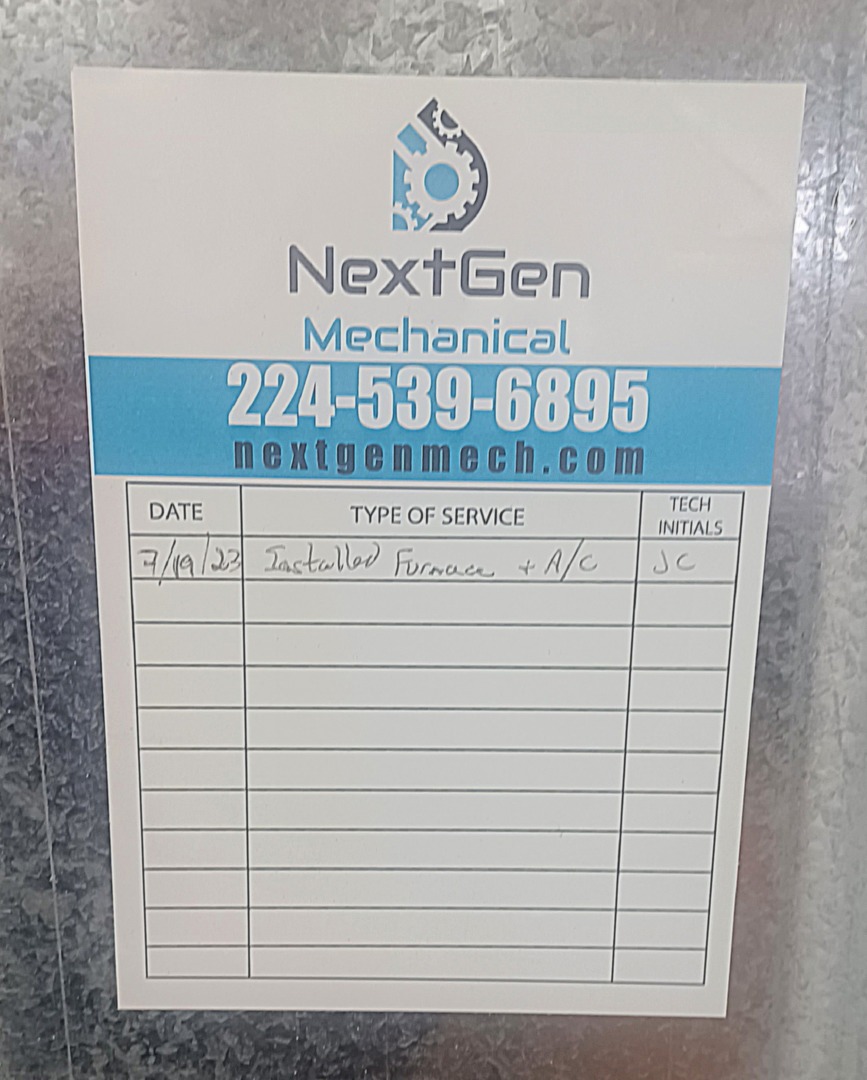 NextGen
Mechanical
224-539-6895
nextgenmech.com
DATE TYPE OF SERVICE TECH INITIALS
7/19/23 Installed Furnace + A/C JC